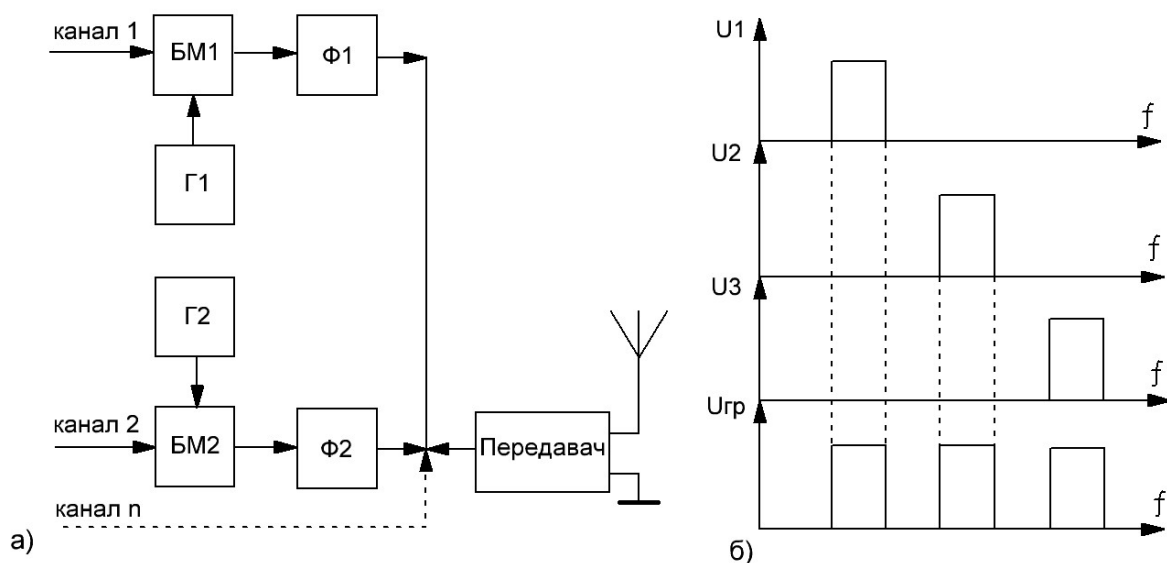 канал 1
БМ1
Ф1
Г1
Г2
канал 2
БМ2
Ф2
Передавач
канал n
а)
U1
f
U2
f
U3
f
Uгр
f
б)